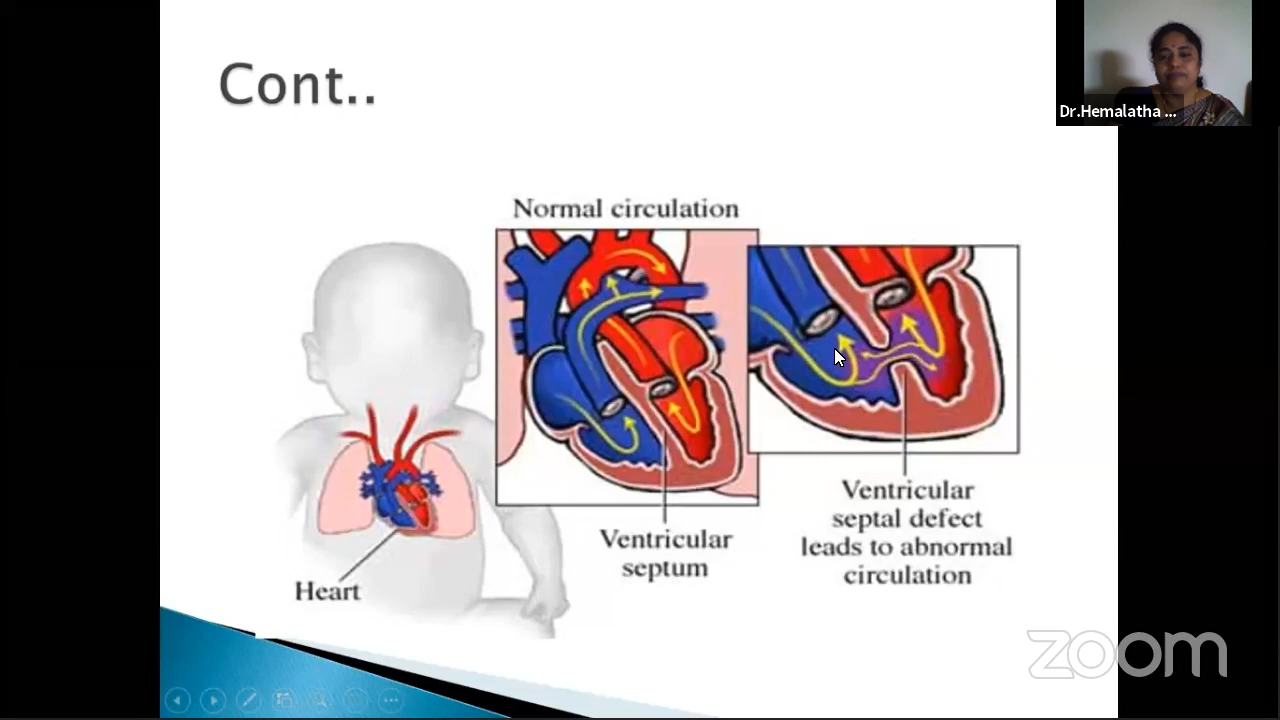 Cont..
Dr.Hemalatha ...
Normal circulation
Ventricular
septum
Ventricular
septal defect
leads to abnormal
circulation
Heart
zoom